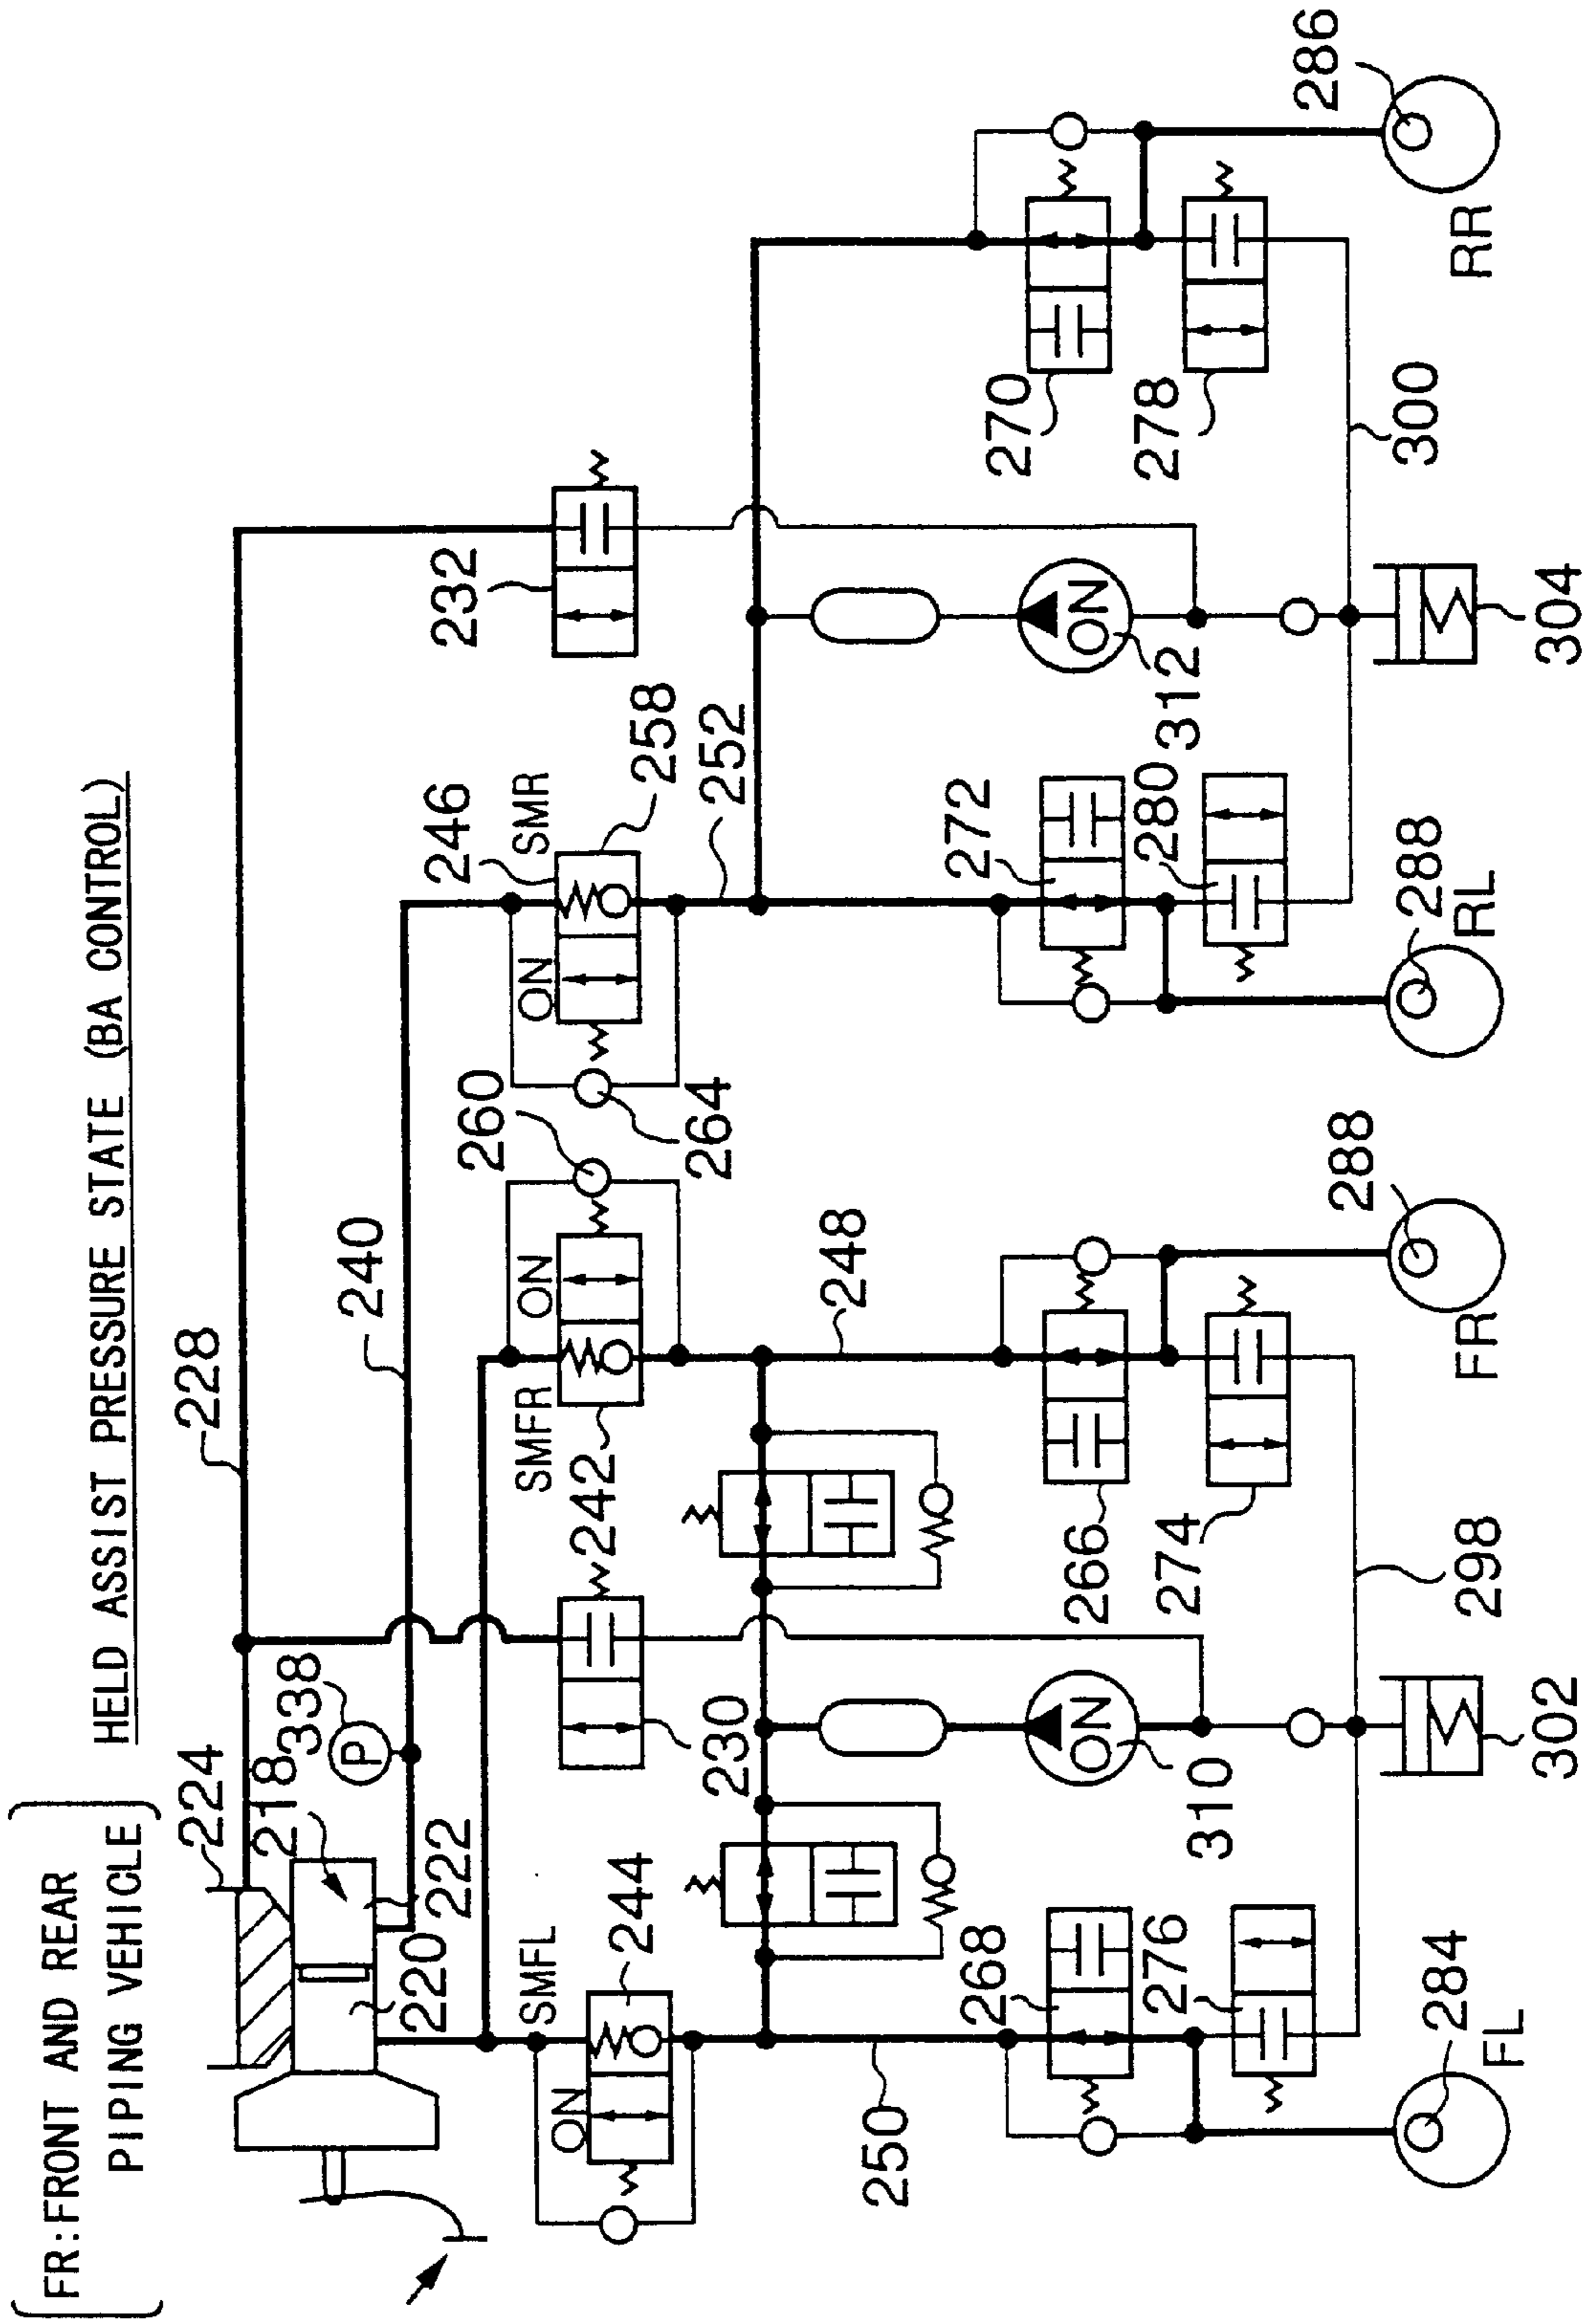 FR:FRONT AND REAR
PIPING VEHICLE
HELD ASSIST PRESSURE STATE (BA CONTROL)
224
218
338
P
228
240
222
220
SMFL
244
ON
230
242
SMFR
ON
260
264
246
SMR
ON
258
232
252
248
250
310
ON
312
ON
268
276
266
274
272
280
270
278
284
FL
302
298
288
FR
288
RL
304
300
286
RR